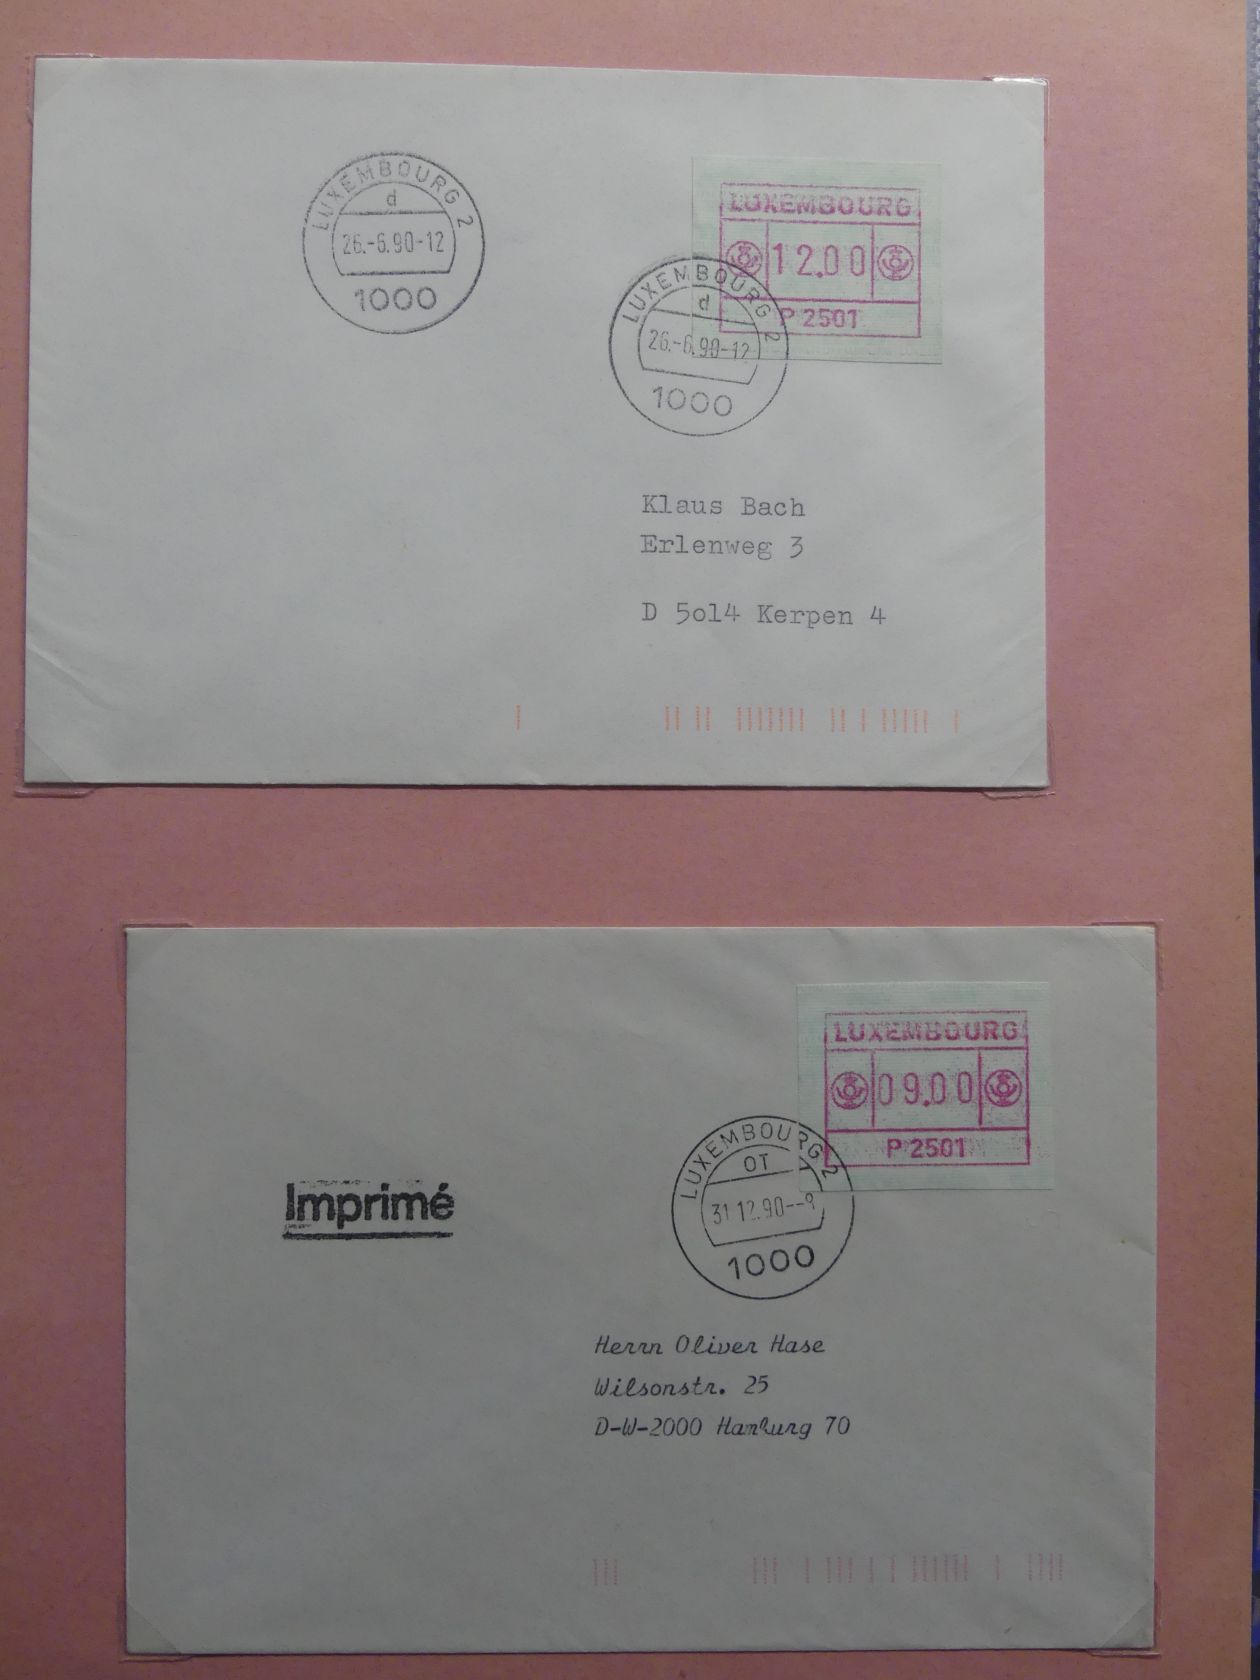 LUXEMBOURG 2
d
26.-6.90-12
1000
LUXEMBOURG
12.00
P 2501
LUXEMBOURG 2
d
26.-6.90-12
1000
Klaus Bach
Erlenweg 3
D 5o14 Kerpen 4
LUXEMBOURG
09.00
P 2501
LUXEMBOURG 2
OT
31.12.90--9
1000
Imprimé
Herrn Oliver Hase
Wilsonstr. 25
D-W-2000 Hamburg 70